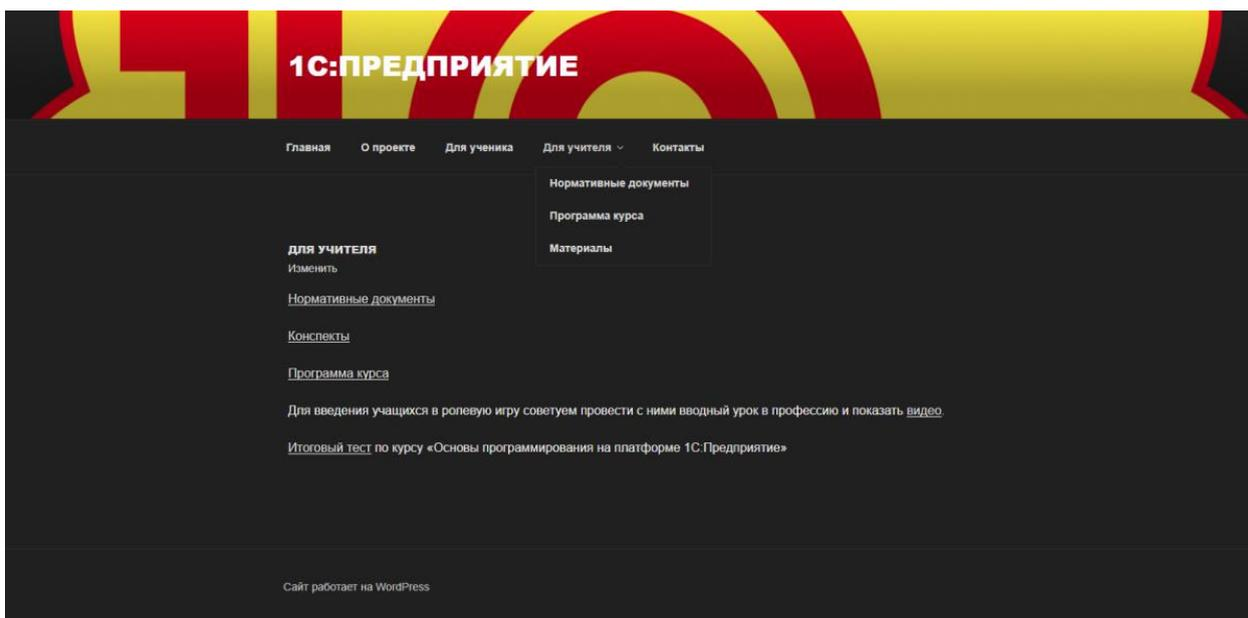 1С:ПРЕДПРИЯТИЕ
Главная О проекте Для ученика Для учителя Контакты
Нормативные документы
Программа курса
Материалы
ДЛЯ УЧИТЕЛЯ
Изменить
Нормативные документы
Конспекты
Программа курса
Для введения учащихся в ролевую игру советуем провести с ними вводный урок в профессию и показать видео.
Итоговый тест по курсу «Основы программирования на платформе 1С:Предприятие»
Сайт работает на WordPress